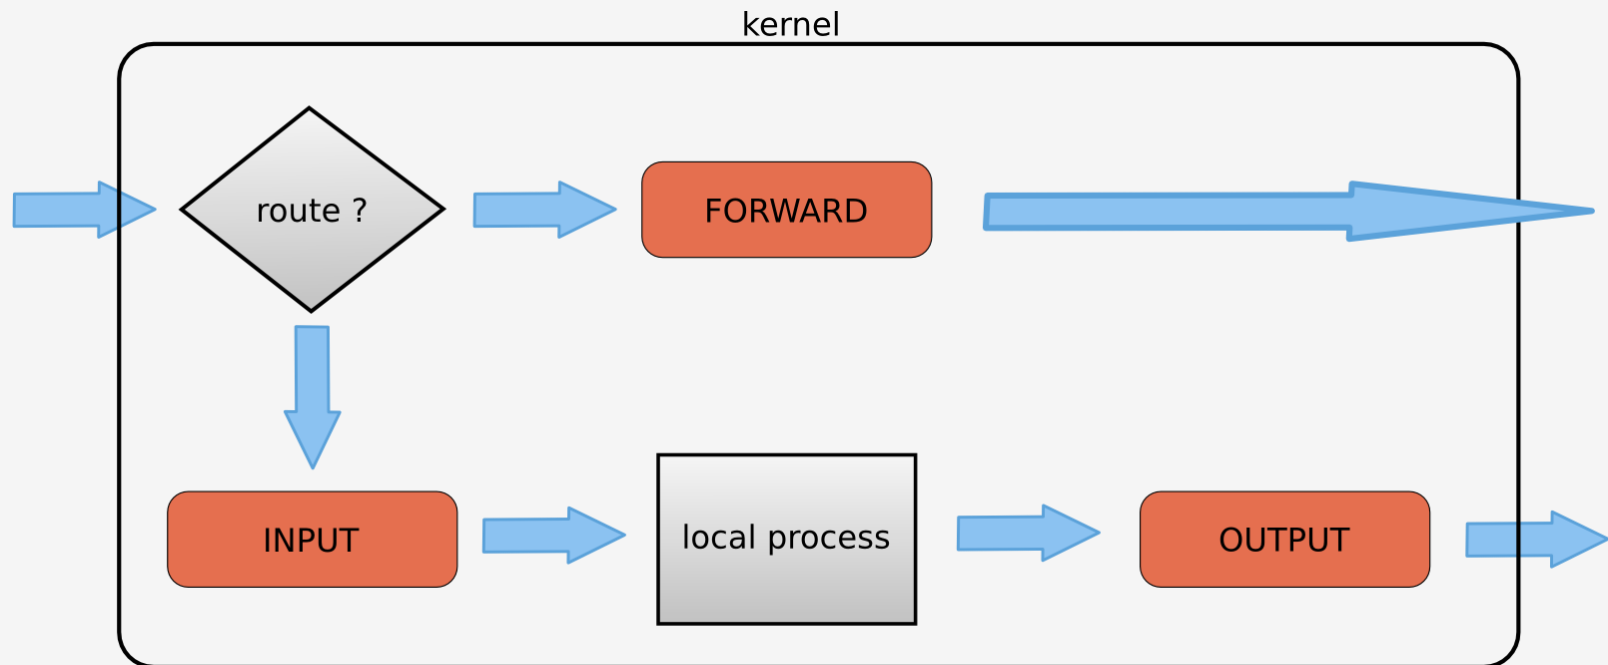 kernel
route ?
FORWARD
INPUT
local process
OUTPUT